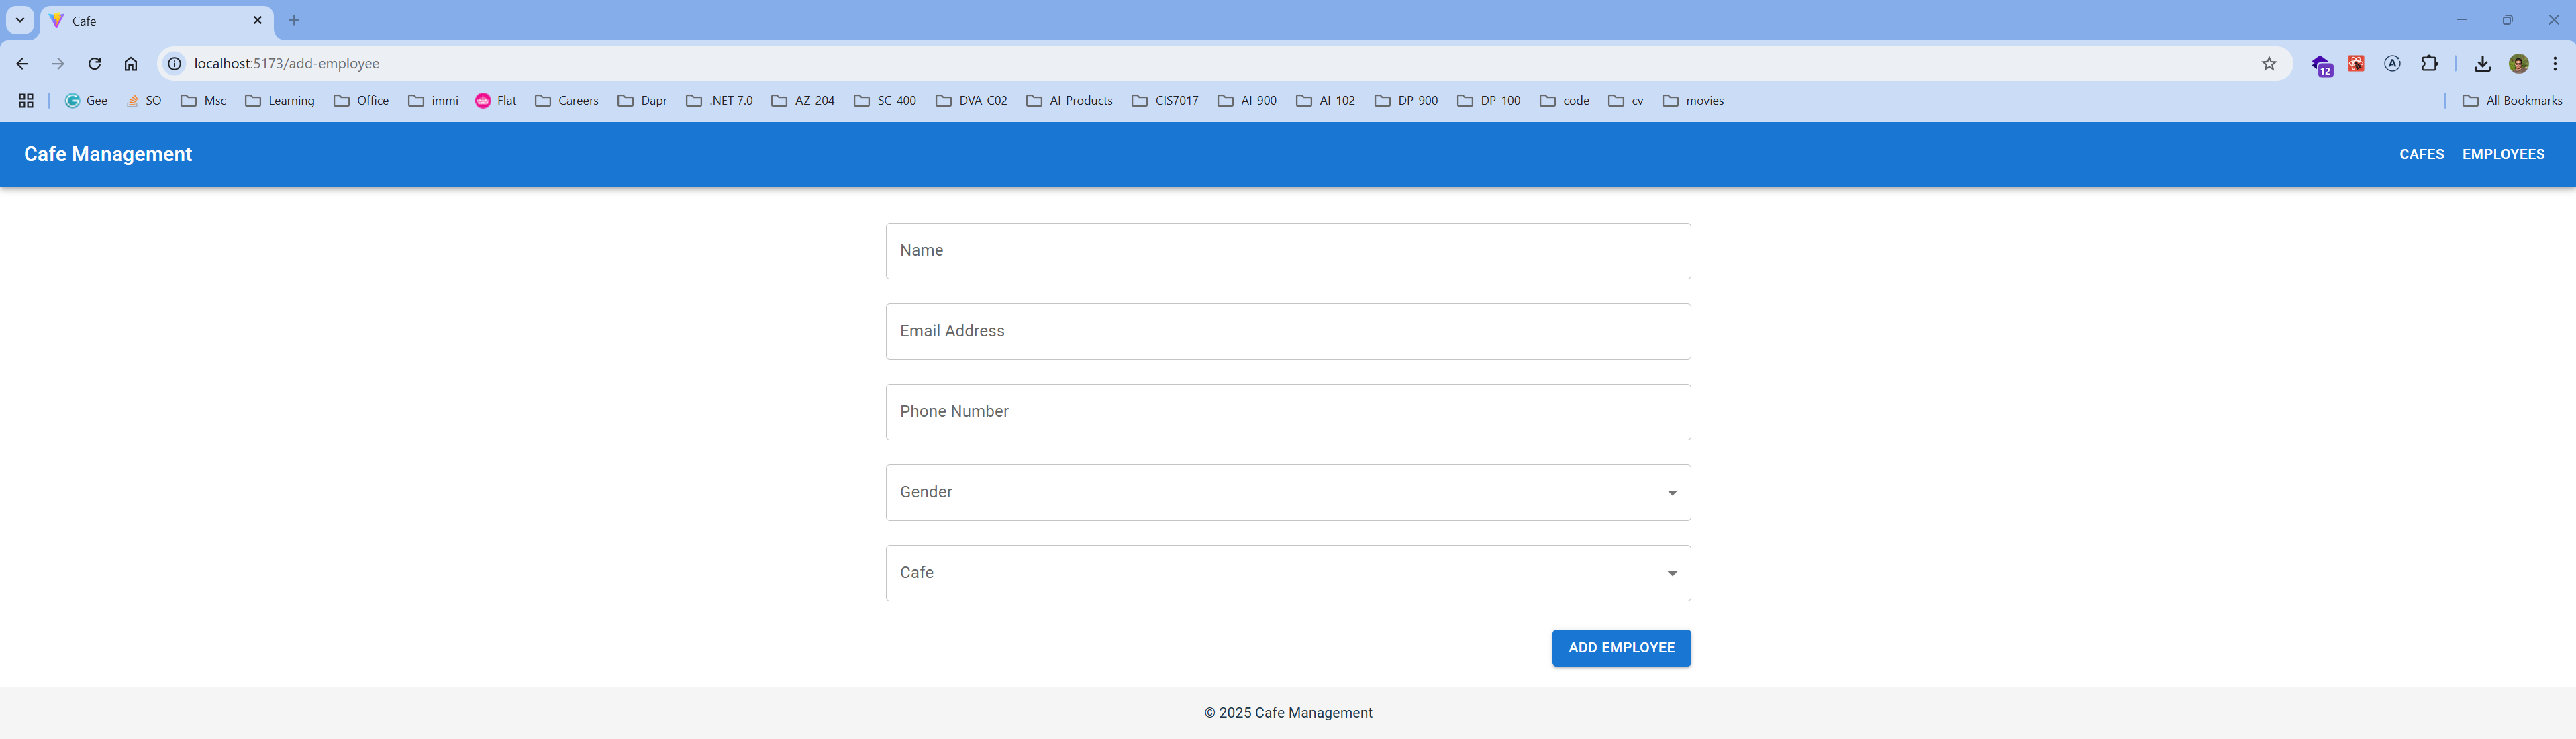 Cafe
localhost:5173/add-employee
12
Gee SO Msc Learning Office immi Flat Careers Dapr .NET 7.0 AZ-204 SC-400 DVA-C02 AI-Products CIS7017 AI-900 AI-102 DP-900 DP-100 code cv movies All Bookmarks
Cafe Management CAFES EMPLOYEES
Name
Email Address
Phone Number
Gender
Cafe
ADD EMPLOYEE
© 2025 Cafe Management